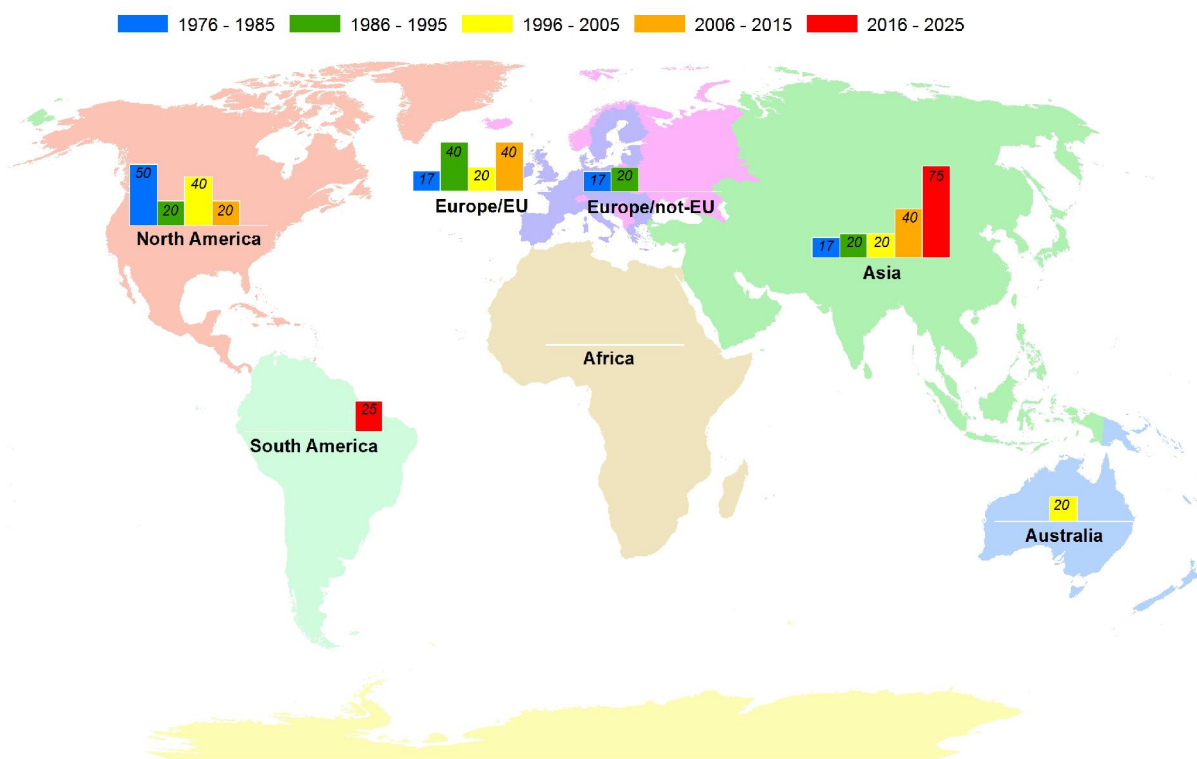 1976 - 1985 1986 - 1995 1996 - 2005 2006 - 2015 2016 - 2025
50 20 40 20
North America
17 40 20 40
Europe/EU
17 20
Europe/not-EU
17 20 20 40 75
Asia
Africa
25
South America
20
Australia